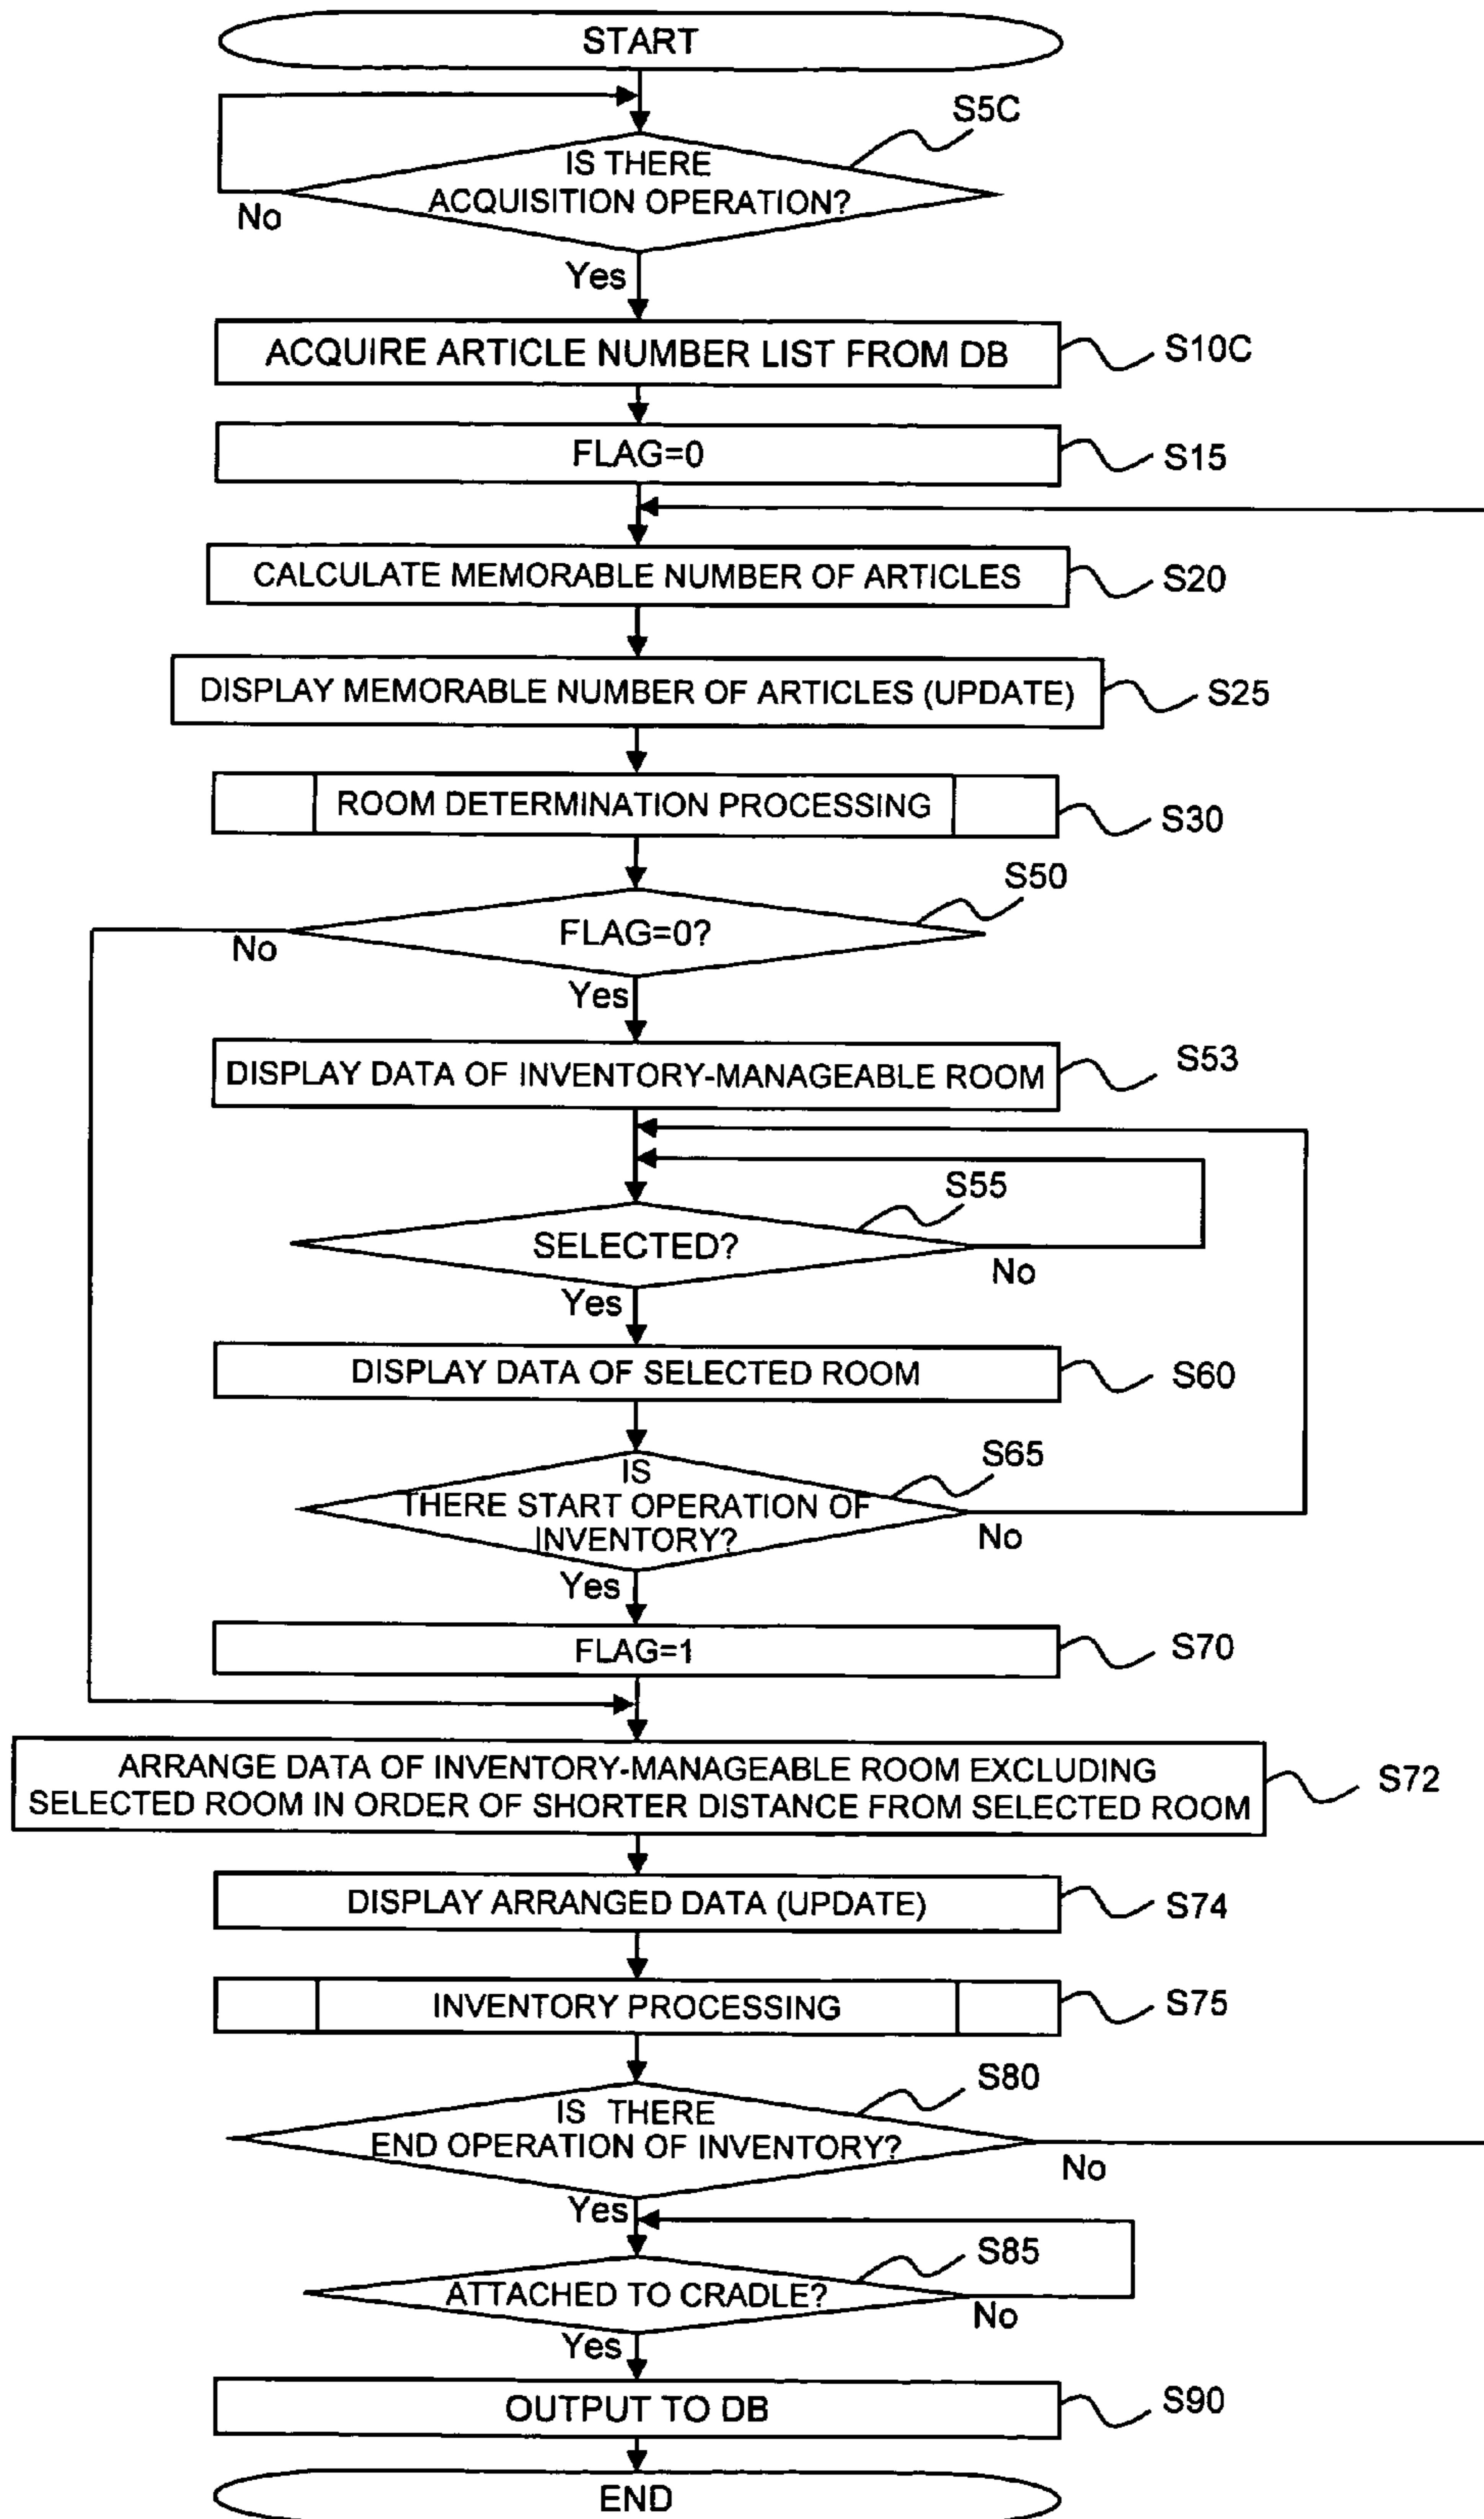 START
S5C
IS THERE
ACQUISITION OPERATION?
No
Yes
ACQUIRE ARTICLE NUMBER LIST FROM DB
S10C
FLAG=0
S15
CALCULATE MEMORABLE NUMBER OF ARTICLES
S20
DISPLAY MEMORABLE NUMBER OF ARTICLES (UPDATE)
S25
ROOM DETERMINATION PROCESSING
S30
S50
FLAG=0?
No
Yes
DISPLAY DATA OF INVENTORY-MANAGEABLE ROOM
S53
S55
SELECTED?
No
Yes
DISPLAY DATA OF SELECTED ROOM
S60
S65
IS
THERE START OPERATION OF
INVENTORY?
No
Yes
FLAG=1
S70
ARRANGE DATA OF INVENTORY-MANAGEABLE ROOM EXCLUDING
SELECTED ROOM IN ORDER OF SHORTER DISTANCE FROM SELECTED ROOM
S72
DISPLAY ARRANGED DATA (UPDATE)
S74
INVENTORY PROCESSING
S75
S80
IS THERE
END OPERATION OF INVENTORY?
No
Yes
S85
ATTACHED TO CRADLE?
No
Yes
OUTPUT TO DB
S90
END